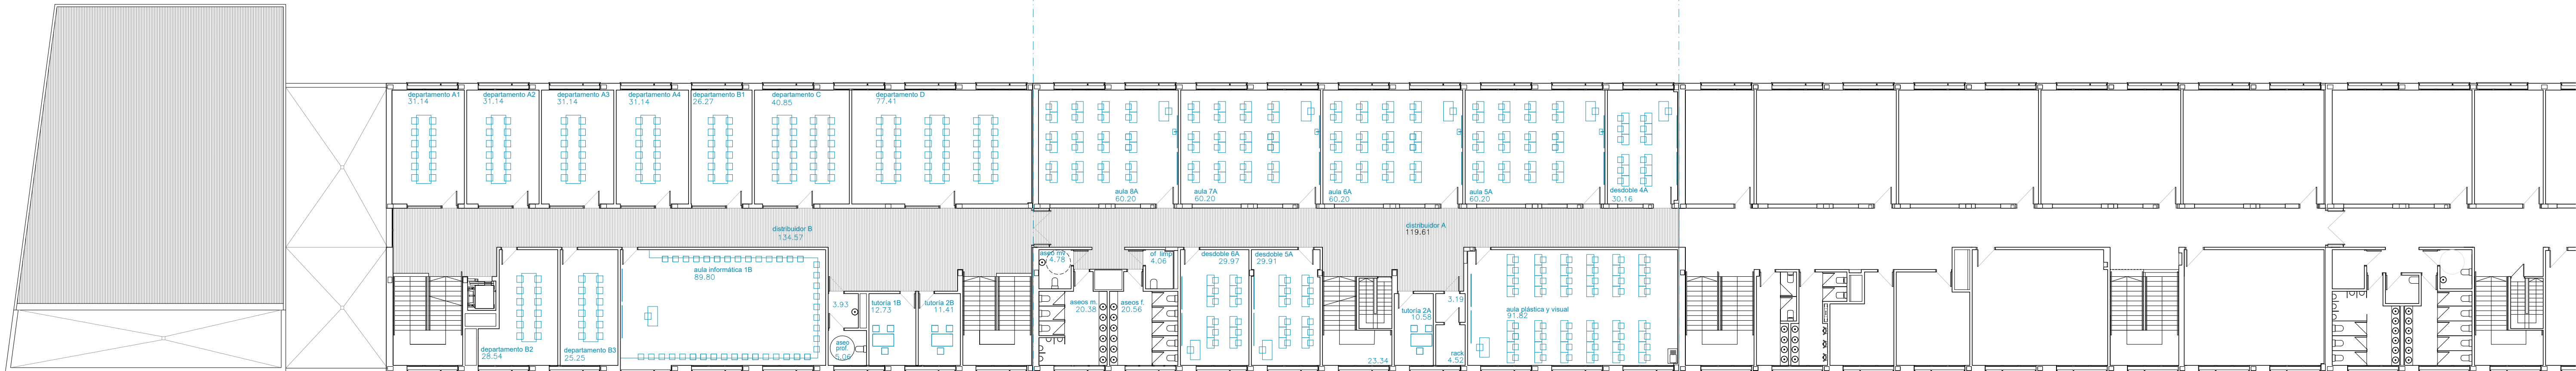 departamento A1
31.14
departamento A2
31.14
departamento A3
31.14
departamento A4
31.14
departamento B1
26.27
departamento C
40.85
departamento D
77.41
aula 8A
60.20
aula 7A
60.20
aula 6A
60.20
aula 5A
60.20
desdoble 4A
30.16
distribuidor B
134.57
distribuidor A
119.61
departamento B2
28.54
departamento B3
25.25
aula informática 1B
89.80
3.93
aseo
prof.
5.06
tutoría 1B
12.73
tutoría 2B
11.41
aseo mv.
4.78
aseos m.
20.38
aseos f.
20.56
of. limp.
4.06
desdoble 6A
29.97
desdoble 5A
29.91
23.34
tutoría 2A
10.58
3.19
rack
4.52
aula plástica y visual
91.82